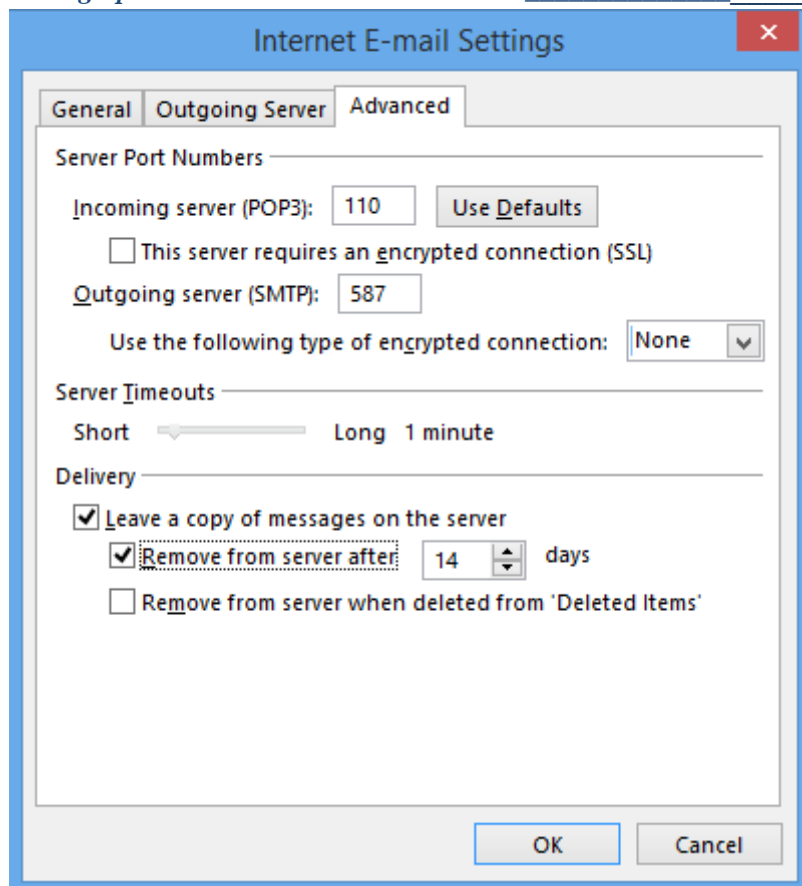 Internet E-mail Settings
General Outgoing Server Advanced
Server Port Numbers
Incoming server (POP3): 110 Use Defaults
This server requires an encrypted connection (SSL)
Outgoing server (SMTP): 587
Use the following type of encrypted connection: None
Server Timeouts
Short Long 1 minute
Delivery
Leave a copy of messages on the server
Remove from server after 14 days
Remove from server when deleted from 'Deleted Items'
OK Cancel